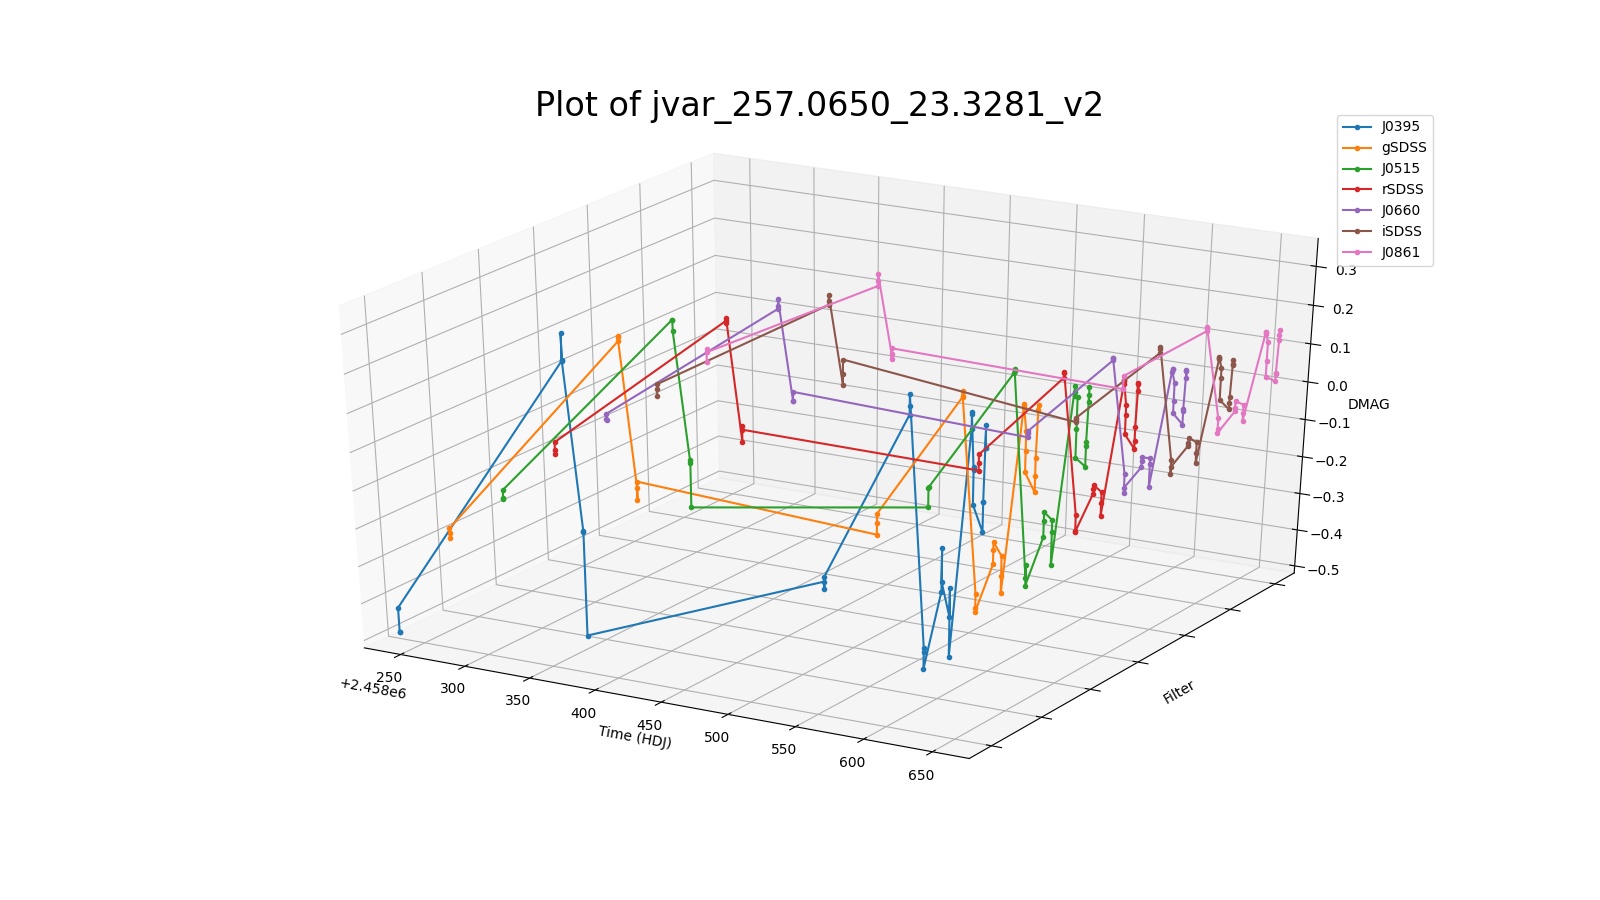 Plot of jvar_257.0650_23.3281_v2
J0395
gSDSS
J0515
rSDSS
J0660
iSDSS
J0861
0.3
0.2
0.1
0.0
DMAG
−0.1
−0.2
−0.3
−0.4
−0.5
Filter
250
300
350
400
450
500
550
600
650
+2.458e6
Time (HDJ)